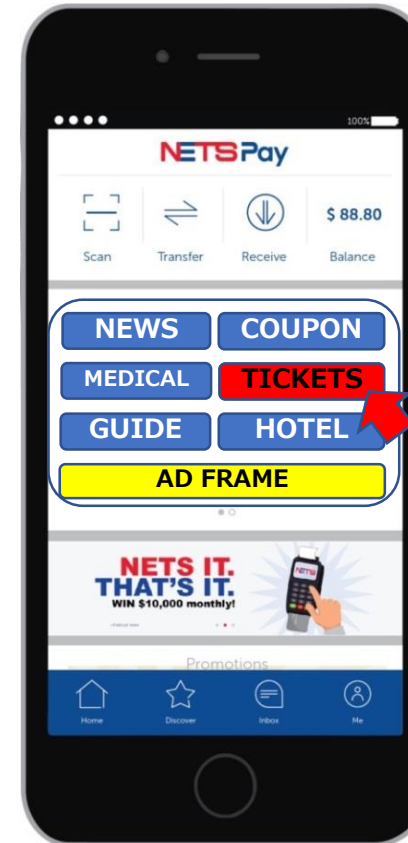 100%
NETSPay
$ 88.80
Scan Transfer Receive Balance
NEWS COUPON
MEDICAL TICKETS
GUIDE HOTEL
AD FRAME
NETS IT.
THAT'S IT.
WIN $10,000 monthly!
NETS
Promotions
Home Discover Inbox Me